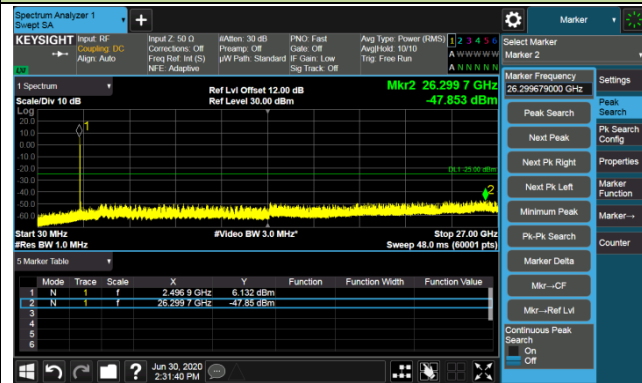 Spectrum Analyzer 1
Swept SA
+
Marker
KEYSIGHT
Input: RF
Coupling: DC
Align: Auto
Input Z: 50 Ω
Corrections: Off
Freq Ref: Int (S)
NFE: Adaptive
#Atten: 30 dB
Preamp: Off
µW Path: Standard
PNO: Fast
Gate: Off
IF Gain: Low
Sig Track: Off
Avg Type: Power (RMS)
Avg|Hold: 10/10
Trig: Free Run
1 2 3 4 5 6
A W W W W W
A N N N N N
LXI
Select Marker
Marker 2
1 Spectrum
Scale/Div 10 dB
Log
Ref Lvl Offset 12.00 dB
Ref Level 30.00 dBm
Mkr2 26.299 7 GHz
-47.853 dBm
20.0
10.0
0.00
-10.0
-20.0
-30.0
-40.0
-50.0
-60.0
1
DL1 -25.00 dBm
2
Start 30 MHz
#Res BW 1.0 MHz
#Video BW 3.0 MHz*
Stop 27.00 GHz
Sweep 48.0 ms (60001 pts)
5 Marker Table
Mode Trace Scale X Y Function Function Width Function Value
1 N 1 f 2.496 9 GHz 6.132 dBm
2 N 1 f 26.299 7 GHz -47.85 dBm
3
4
5
6
Marker Frequency
26.299679000 GHz
Peak Search
Next Peak
Next Pk Right
Next Pk Left
Minimum Peak
Pk-Pk Search
Marker Delta
Mkr→CF
Mkr→Ref Lvl
Continuous Peak
Search
On
Off
Settings
Peak
Search
Pk Search
Config
Properties
Marker
Function
Marker→
Counter
?
Jun 30, 2020
2:31:40 PM